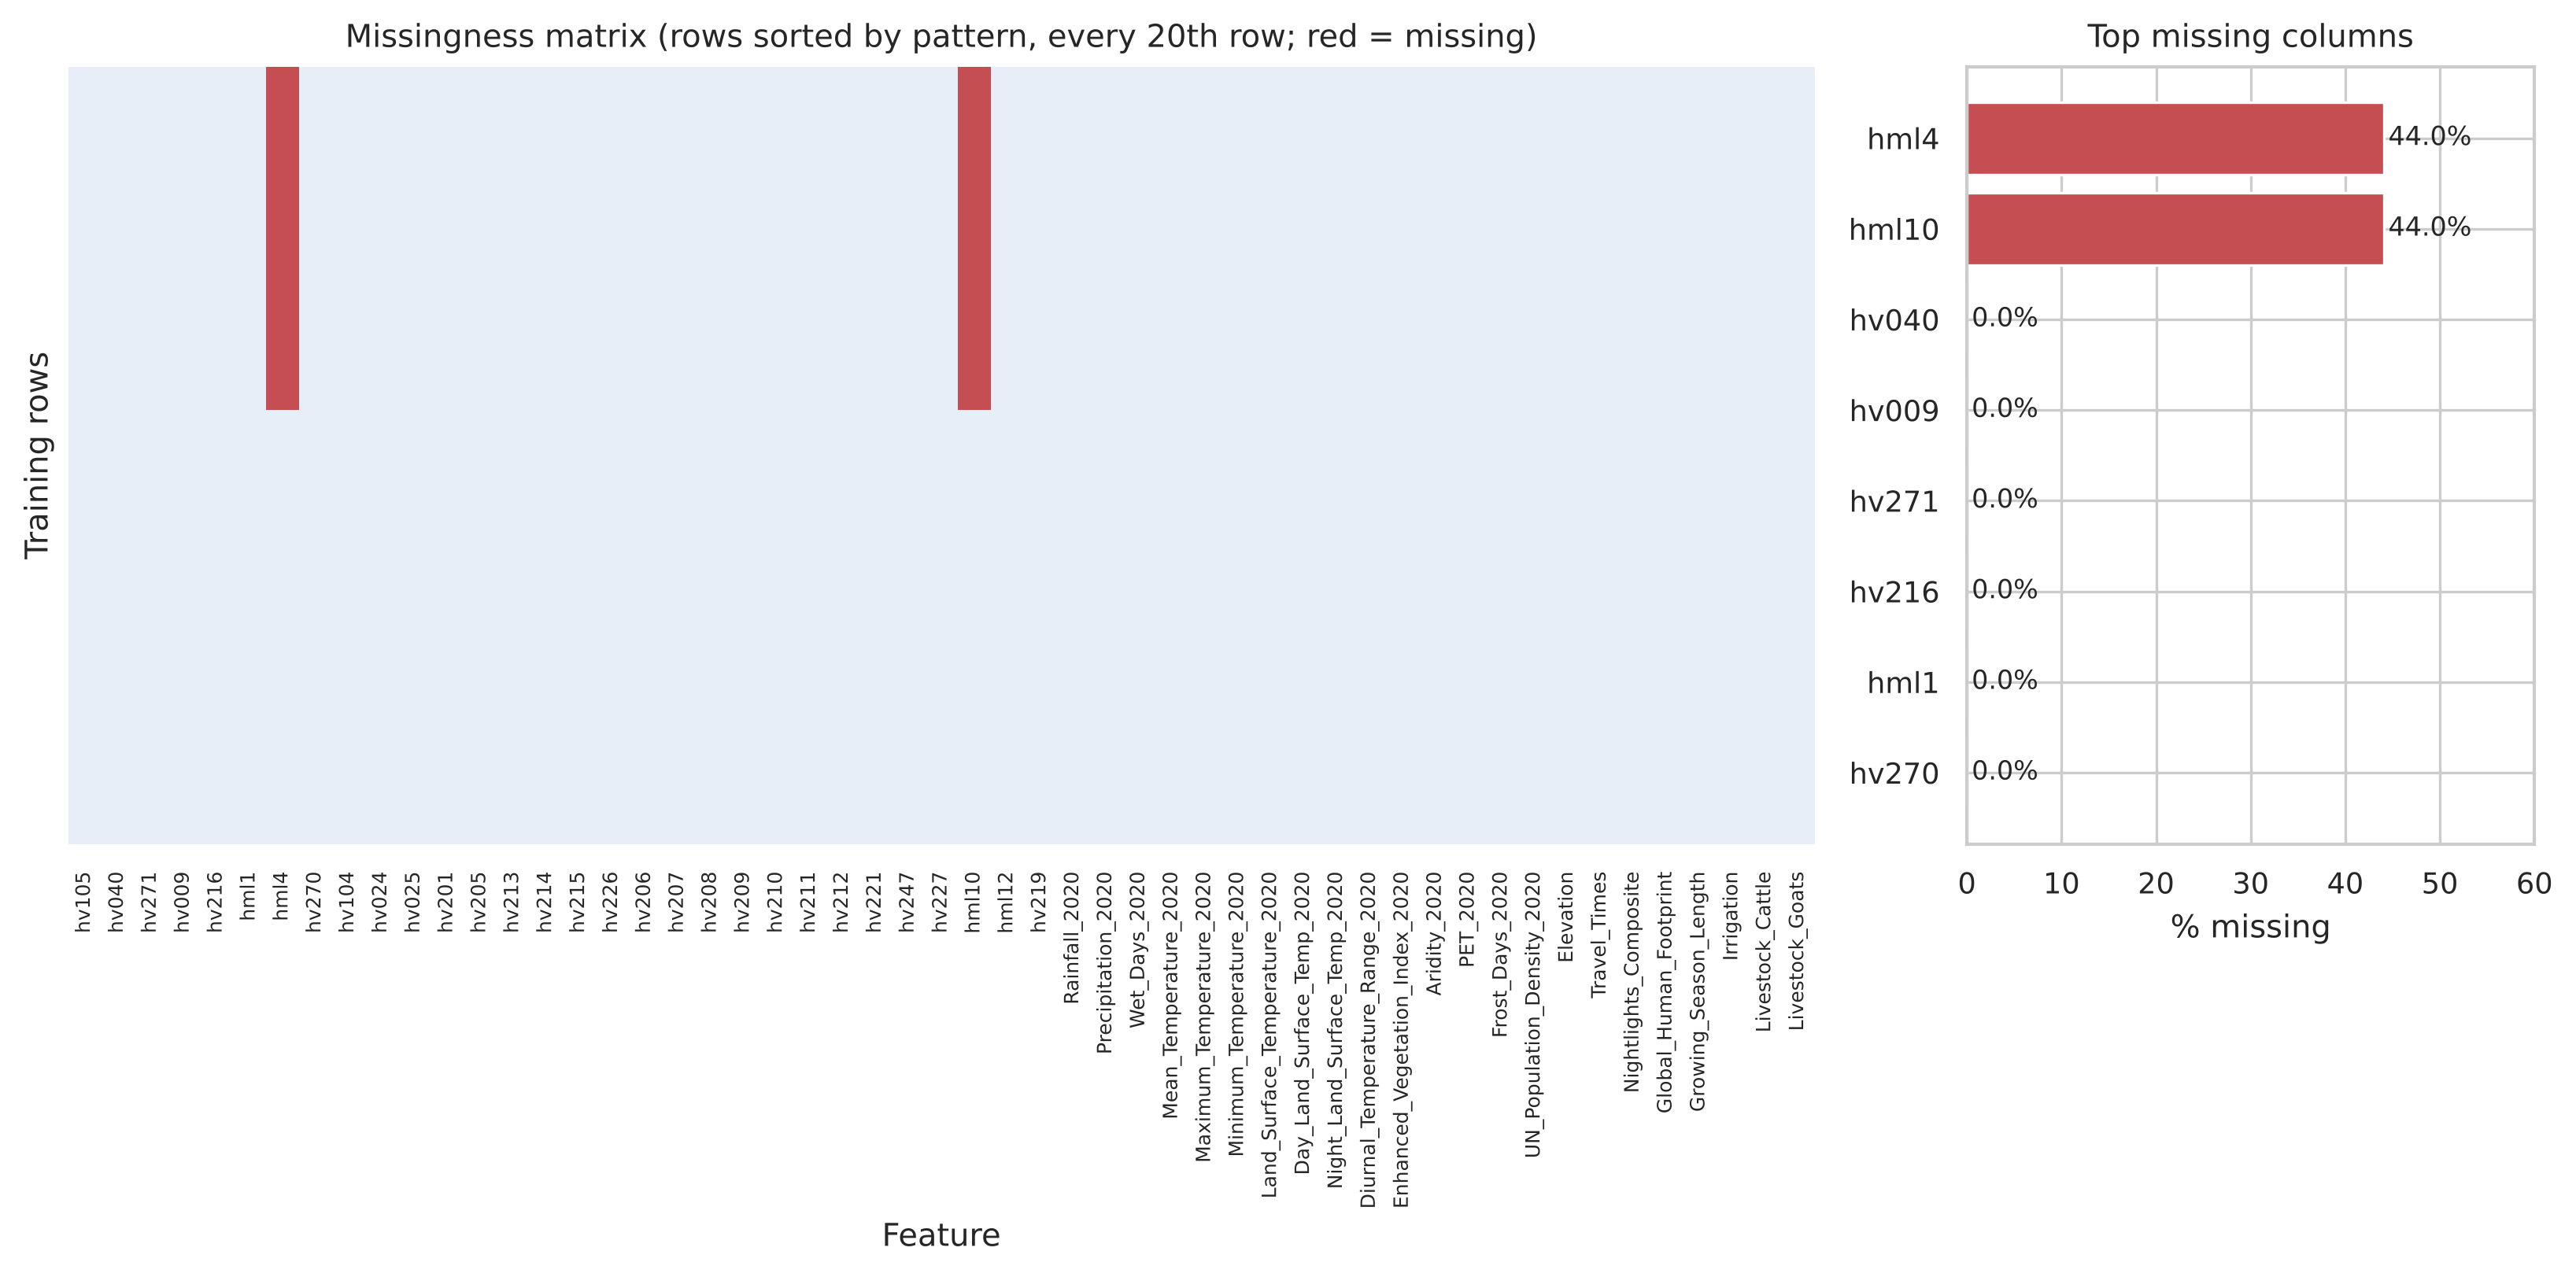 Missingness matrix (rows sorted by pattern, every 20th row; red = missing)
Training rows
hv105
hv040
hv271
hv009
hv216
hml1
hml4
hv270
hv104
hv024
hv025
hv201
hv205
hv213
hv214
hv215
hv226
hv206
hv207
hv208
hv209
hv210
hv211
hv212
hv221
hv247
hv227
hml10
hml12
hv219
Rainfall_2020
Precipitation_2020
Wet_Days_2020
Mean_Temperature_2020
Maximum_Temperature_2020
Minimum_Temperature_2020
Land_Surface_Temperature_2020
Day_Land_Surface_Temp_2020
Night_Land_Surface_Temp_2020
Diurnal_Temperature_Range_2020
Enhanced_Vegetation_Index_2020
Aridity_2020
PET_2020
Frost_Days_2020
UN_Population_Density_2020
Elevation
Travel_Times
Nightlights_Composite
Global_Human_Footprint
Growing_Season_Length
Irrigation
Livestock_Cattle
Livestock_Goats
Feature
Top missing columns
hml4 44.0%
hml10 44.0%
hv040 0.0%
hv009 0.0%
hv271 0.0%
hv216 0.0%
hml1 0.0%
hv270 0.0%
0 10 20 30 40 50 60
% missing